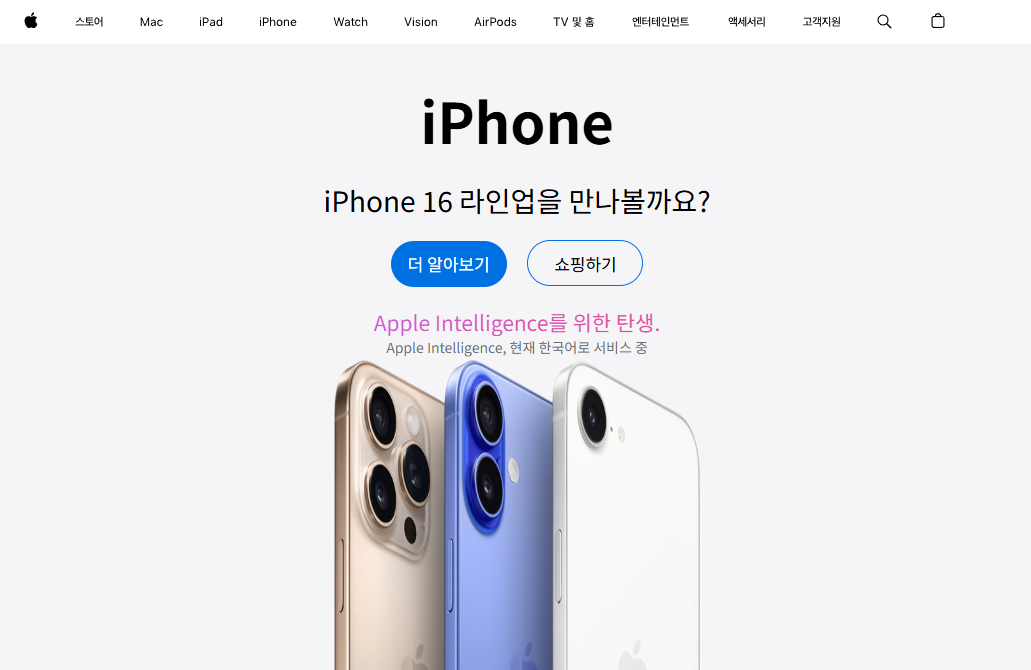 스토어 Mac iPad iPhone Watch Vision AirPods TV 및 홈 엔터테인먼트 액세서리 고객지원
iPhone
iPhone 16 라인업을 만나볼까요?
더 알아보기 쇼핑하기
Apple Intelligence를 위한 탄생.
Apple Intelligence, 현재 한국어로 서비스 중